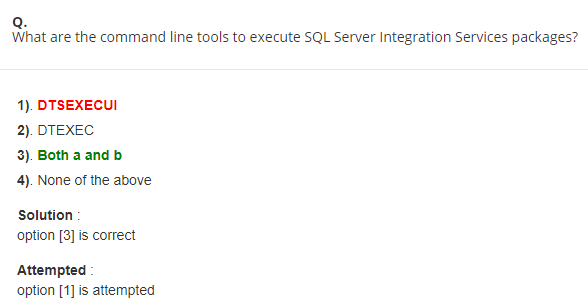 Q.
What are the command line tools to execute SQL Server Integration Services packages?
1). DTSEXECUI
2). DTEXEC
3). Both a and b
4). None of the above
Solution :
option [3] is correct
Attempted :
option [1] is attempted